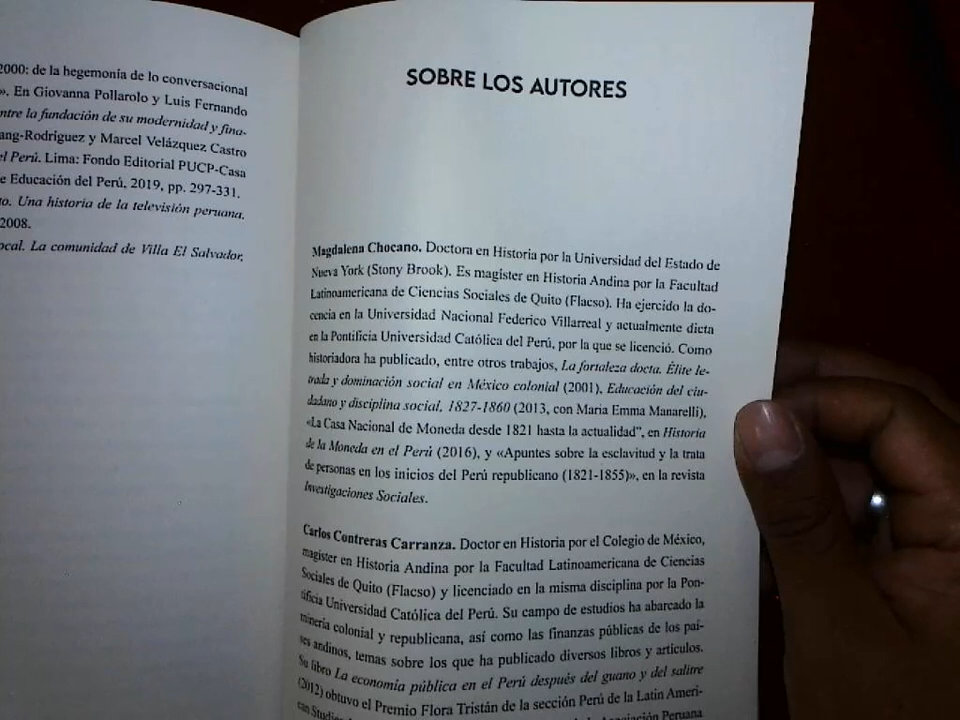 2000: de la hegemonía de lo conversacional
». En Giovanna Pollarolo y Luis Fernando
ntre la fundación de su modernidad y fina-
ang-Rodríguez y Marcel Velázquez Castro
el Perú. Lima: Fondo Editorial PUCP-Casa
e Educación del Perú, 2019, pp. 297-331.
to. Una historia de la televisión peruana.
2008.
ocal. La comunidad de Villa El Salvador,
SOBRE LOS AUTORES
Magdalena Chocano. Doctora en Historia por la Universidad del Estado de
Nueva York (Stony Brook). Es magíster en Historia Andina por la Facultad
Latinoamericana de Ciencias Sociales de Quito (Flacso). Ha ejercido la do-
cencia en la Universidad Nacional Federico Villarreal y actualmente dicta
en la Pontificia Universidad Católica del Perú, por la que se licenció. Como
historiadora ha publicado, entre otros trabajos, La fortaleza docta. Élite le-
trada y dominación social en México colonial (2001), Educación del ciu-
dadano y disciplina social, 1827-1860 (2013, con María Emma Manarelli),
«La Casa Nacional de Moneda desde 1821 hasta la actualidad", en Historia
de la Moneda en el Perú (2016), y «Apuntes sobre la esclavitud y la trata
de personas en los inicios del Perú republicano (1821-1855)», en la revista
Investigaciones Sociales.
Carlos Contreras Carranza. Doctor en Historia por el Colegio de México,
magíster en Historia Andina por la Facultad Latinoamericana de Ciencias
Sociales de Quito (Flacso) y licenciado en la misma disciplina por la Pon-
tificia Universidad Católica del Perú. Su campo de estudios ha abarcado la
minería colonial y republicana, así como las finanzas públicas de los paí-
ses andinos, temas sobre los que ha publicado diversos libros y artículos.
Su libro La economía pública en el Perú después del guano y del salitre
(2012) obtuvo el Premio Flora Tristán de la sección Perú de la Latin Ameri-
can Peruana